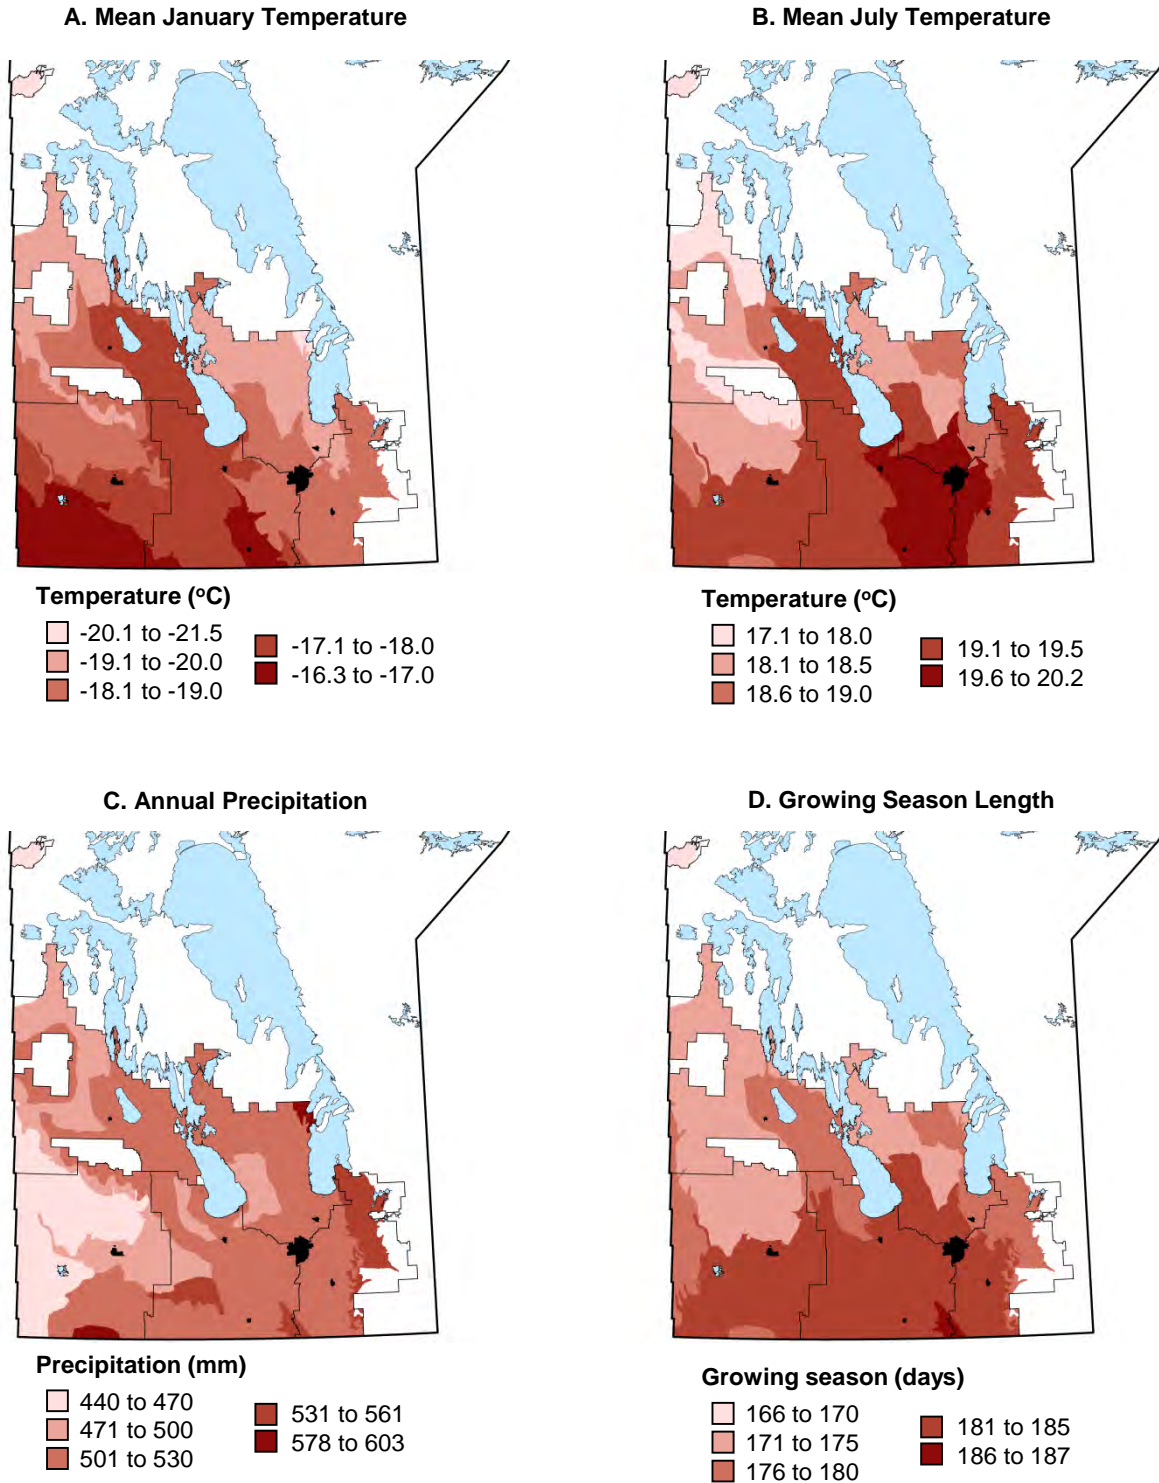 A. Mean January Temperature
B. Mean July Temperature
Temperature (oC)
-20.1 to -21.5
-19.1 to -20.0
-18.1 to -19.0
-17.1 to -18.0
-16.3 to -17.0
Temperature (oC)
17.1 to 18.0
18.1 to 18.5
18.6 to 19.0
19.1 to 19.5
19.6 to 20.2
C. Annual Precipitation
D. Growing Season Length
Precipitation (mm)
440 to 470
471 to 500
501 to 530
531 to 561
578 to 603
Growing season (days)
166 to 170
171 to 175
176 to 180
181 to 185
186 to 187